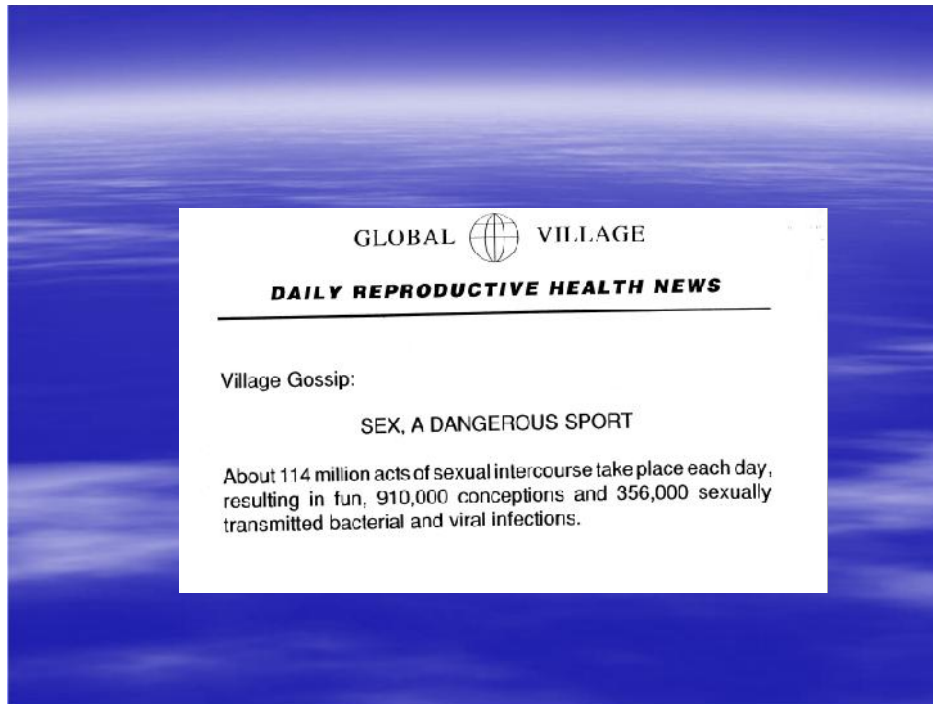 GLOBAL VILLAGE
DAILY REPRODUCTIVE HEALTH NEWS
Village Gossip:
SEX, A DANGEROUS SPORT
About 114 million acts of sexual intercourse take place each day,
resulting in fun, 910,000 conceptions and 356,000 sexually
transmitted bacterial and viral infections.